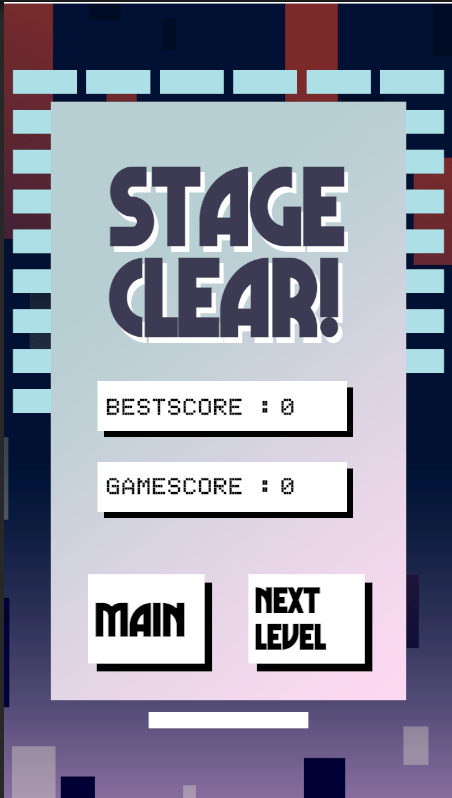 STAGE
CLEAR!
BESTSCORE : 0
GAMESCORE : 0
MAIN
NEXT
LEVEL